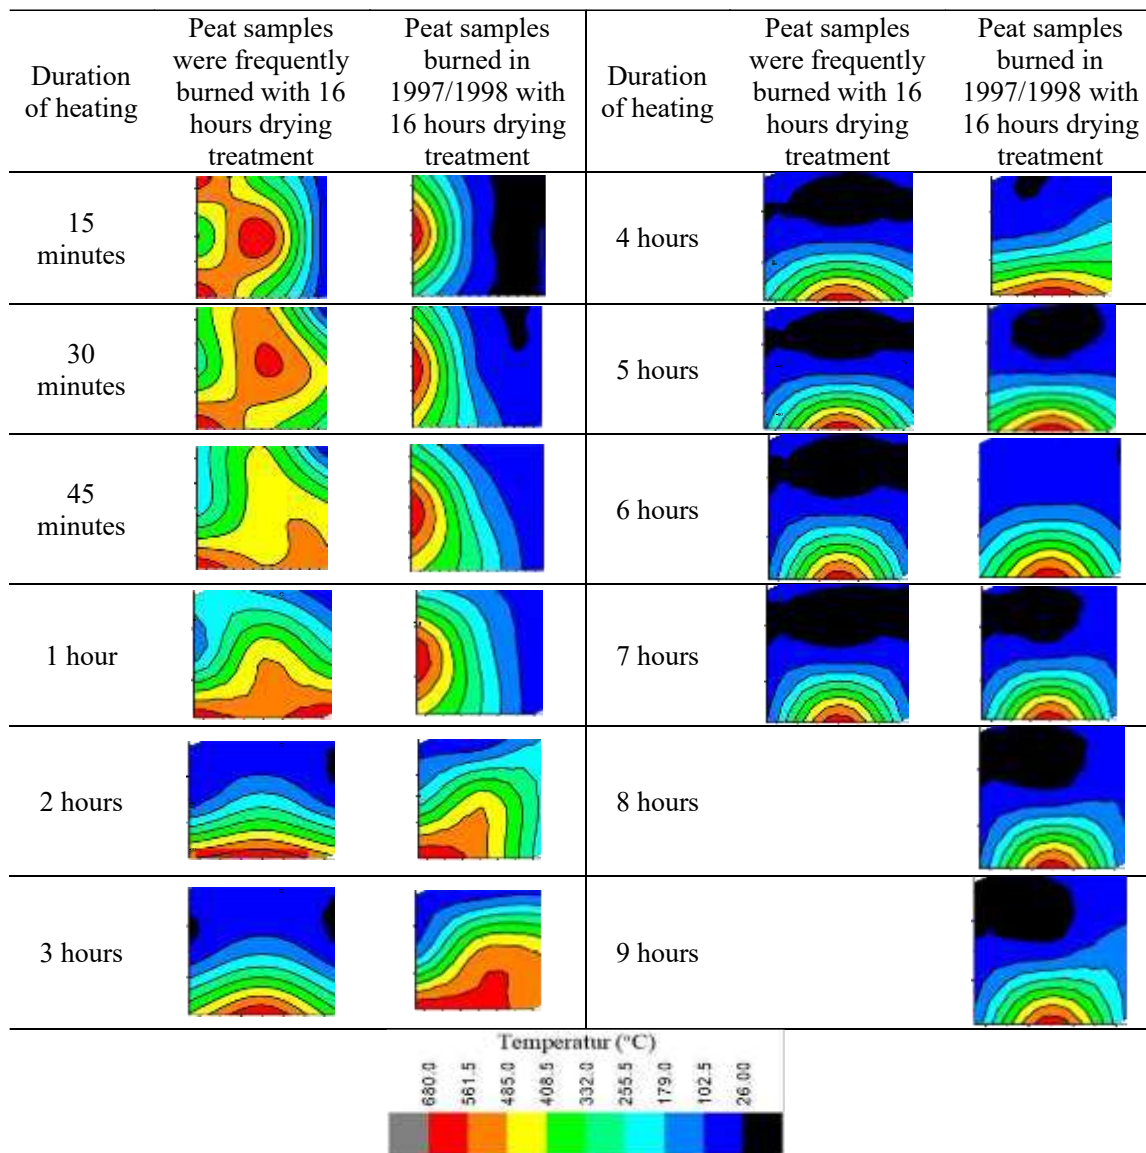 Duration
of heating
Peat samples
were frequently
burned with 16
hours drying
treatment
Peat samples
burned in
1997/1998 with
16 hours drying
treatment
Duration
of heating
Peat samples
were frequently
burned with 16
hours drying
treatment
Peat samples
burned in
1997/1998 with
16 hours drying
treatment
15
minutes
4 hours
30
minutes
5 hours
45
minutes
6 hours
1 hour
7 hours
2 hours
8 hours
3 hours
9 hours
Temperatur (°C)
680.0
561.5
485.0
408.5
332.0
255.5
179.0
102.5
26.00